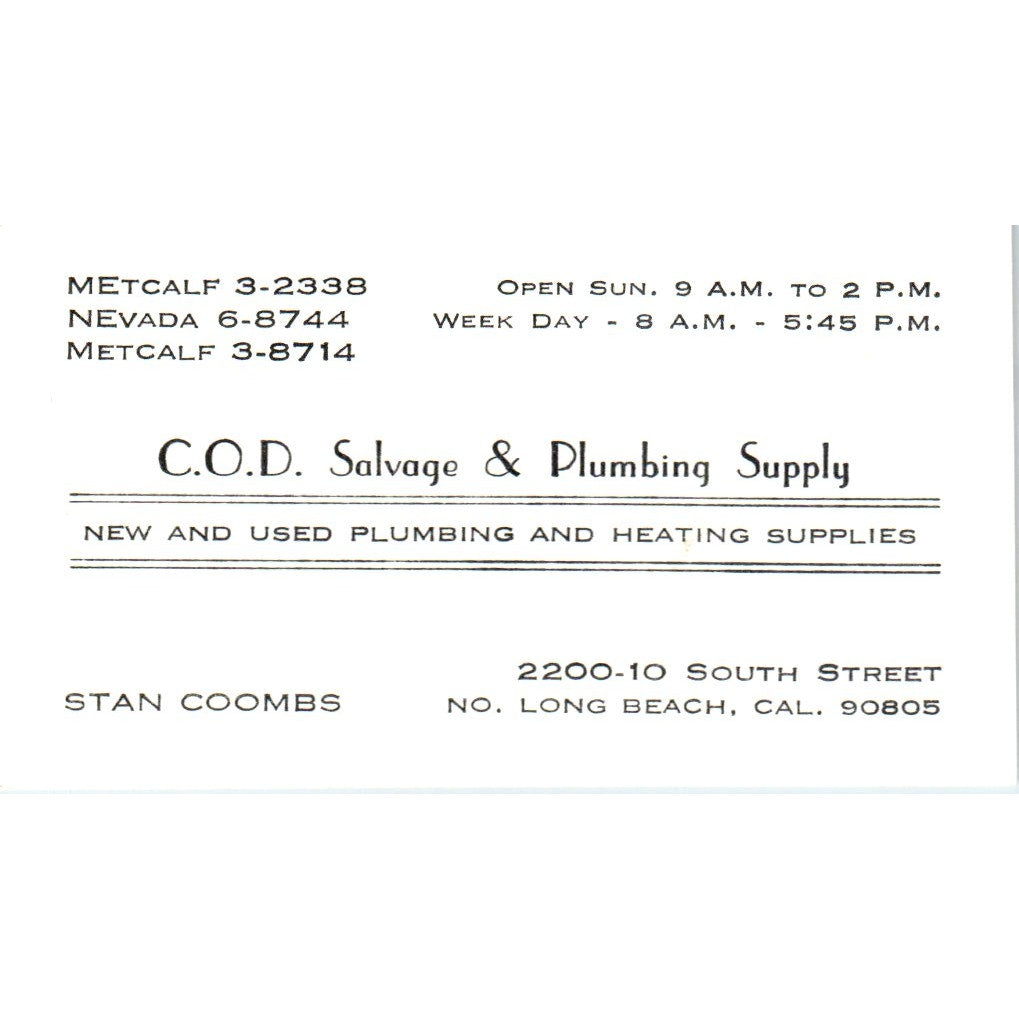 METCALF 3-2338
NEVADA 6-8744
METCALF 3-8714
OPEN SUN. 9 A.M. TO 2 P.M.
WEEK DAY - 8 A.M. - 5:45 P.M.
C.O.D. Salvage & Plumbing Supply
NEW AND USED PLUMBING AND HEATING SUPPLIES
STAN COOMBS
2200-10 SOUTH STREET
NO. LONG BEACH, CAL. 90805